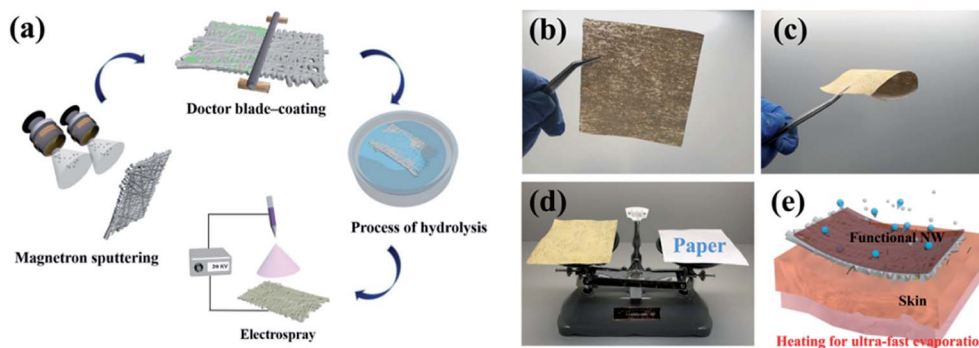 (a)
Doctor blade–coating
Magnetron sputtering
Process of hydrolysis
20 KV
Electrospray
(b)
(c)
(d)
Paper
(e)
Functional NW
Skin
Heating for ultra-fast evaporatio